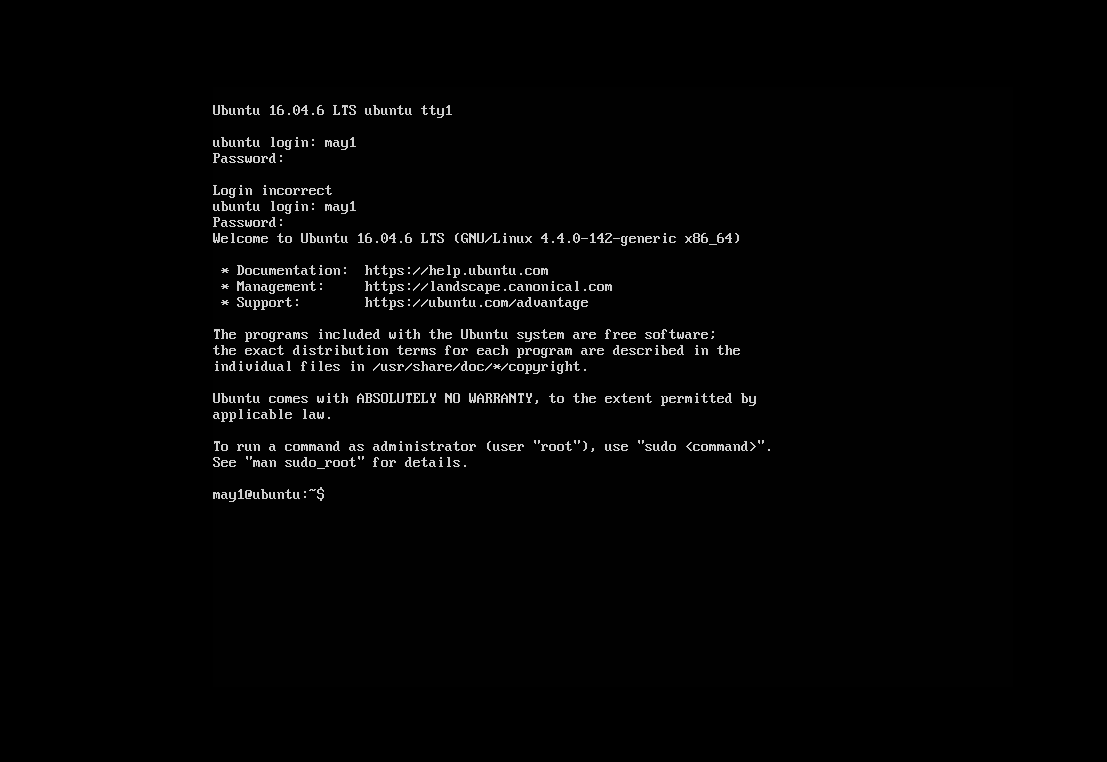 Ubuntu 16.04.6 LTS ubuntu tty1
ubuntu login: may1
Password:
Login incorrect
ubuntu login: may1
Password:
Welcome to Ubuntu 16.04.6 LTS (GNU/Linux 4.4.0-142-generic x86_64)
* Documentation:  https://help.ubuntu.com
* Management:     https://landscape.canonical.com
* Support:        https://ubuntu.com/advantage
The programs included with the Ubuntu system are free software;
the exact distribution terms for each program are described in the
individual files in /usr/share/doc/*/copyright.
Ubuntu comes with ABSOLUTELY NO WARRANTY, to the extent permitted by
applicable law.
To run a command as administrator (user "root"), use "sudo <command>".
See "man sudo_root" for details.
may1@ubuntu:~$